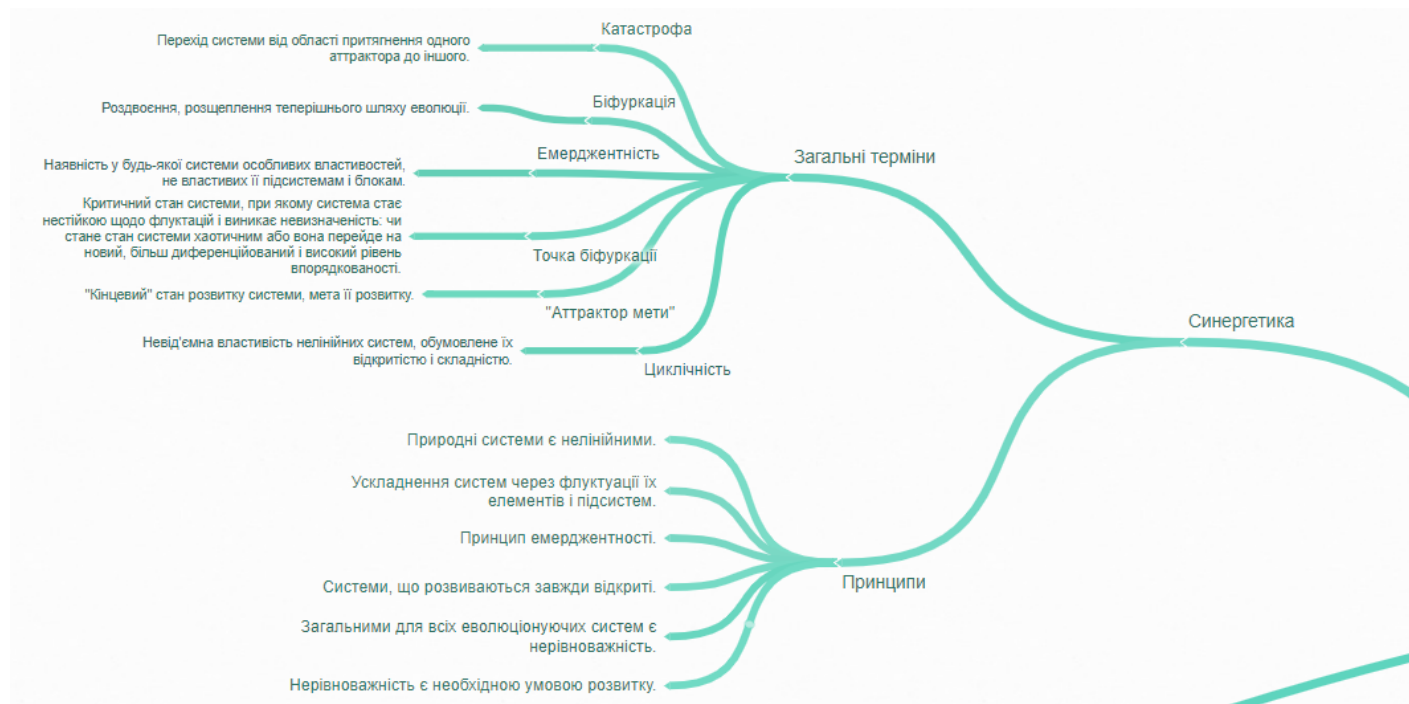 Катастрофа
Перехід системи від області притягнення одного
аттрактора до іншого.
Біфуркація
Роздвоєння, розщеплення теперішнього шляху еволюції.
Емерджентність
Наявність у будь-якої системи особливих властивостей,
не властивих її підсистемам і блокам.
Загальні терміни
Критичний стан системи, при якому система стає
нестійкою щодо флуктацій і виникає невизначеність: чи
стане стан системи хаотичним або вона перейде на
новий, більш диференційований і високий рівень
впорядкованості.
Точка біфуркації
"Кінцевий" стан розвитку системи, мета її розвитку.
"Аттрактор мети"
Синергетика
Невід'ємна властивість нелінійних систем, обумовлене їх
відкритістю і складністю.
Циклічність
Природні системи є нелінійними.
Ускладнення систем через флуктуації їх
елементів і підсистем.
Принцип емерджентності.
Системи, що розвиваються завжди відкриті.
Принципи
Загальними для всіх еволюціонуючих систем є
нерівноважність.
Нерівноважність є необхідною умовою розвитку.